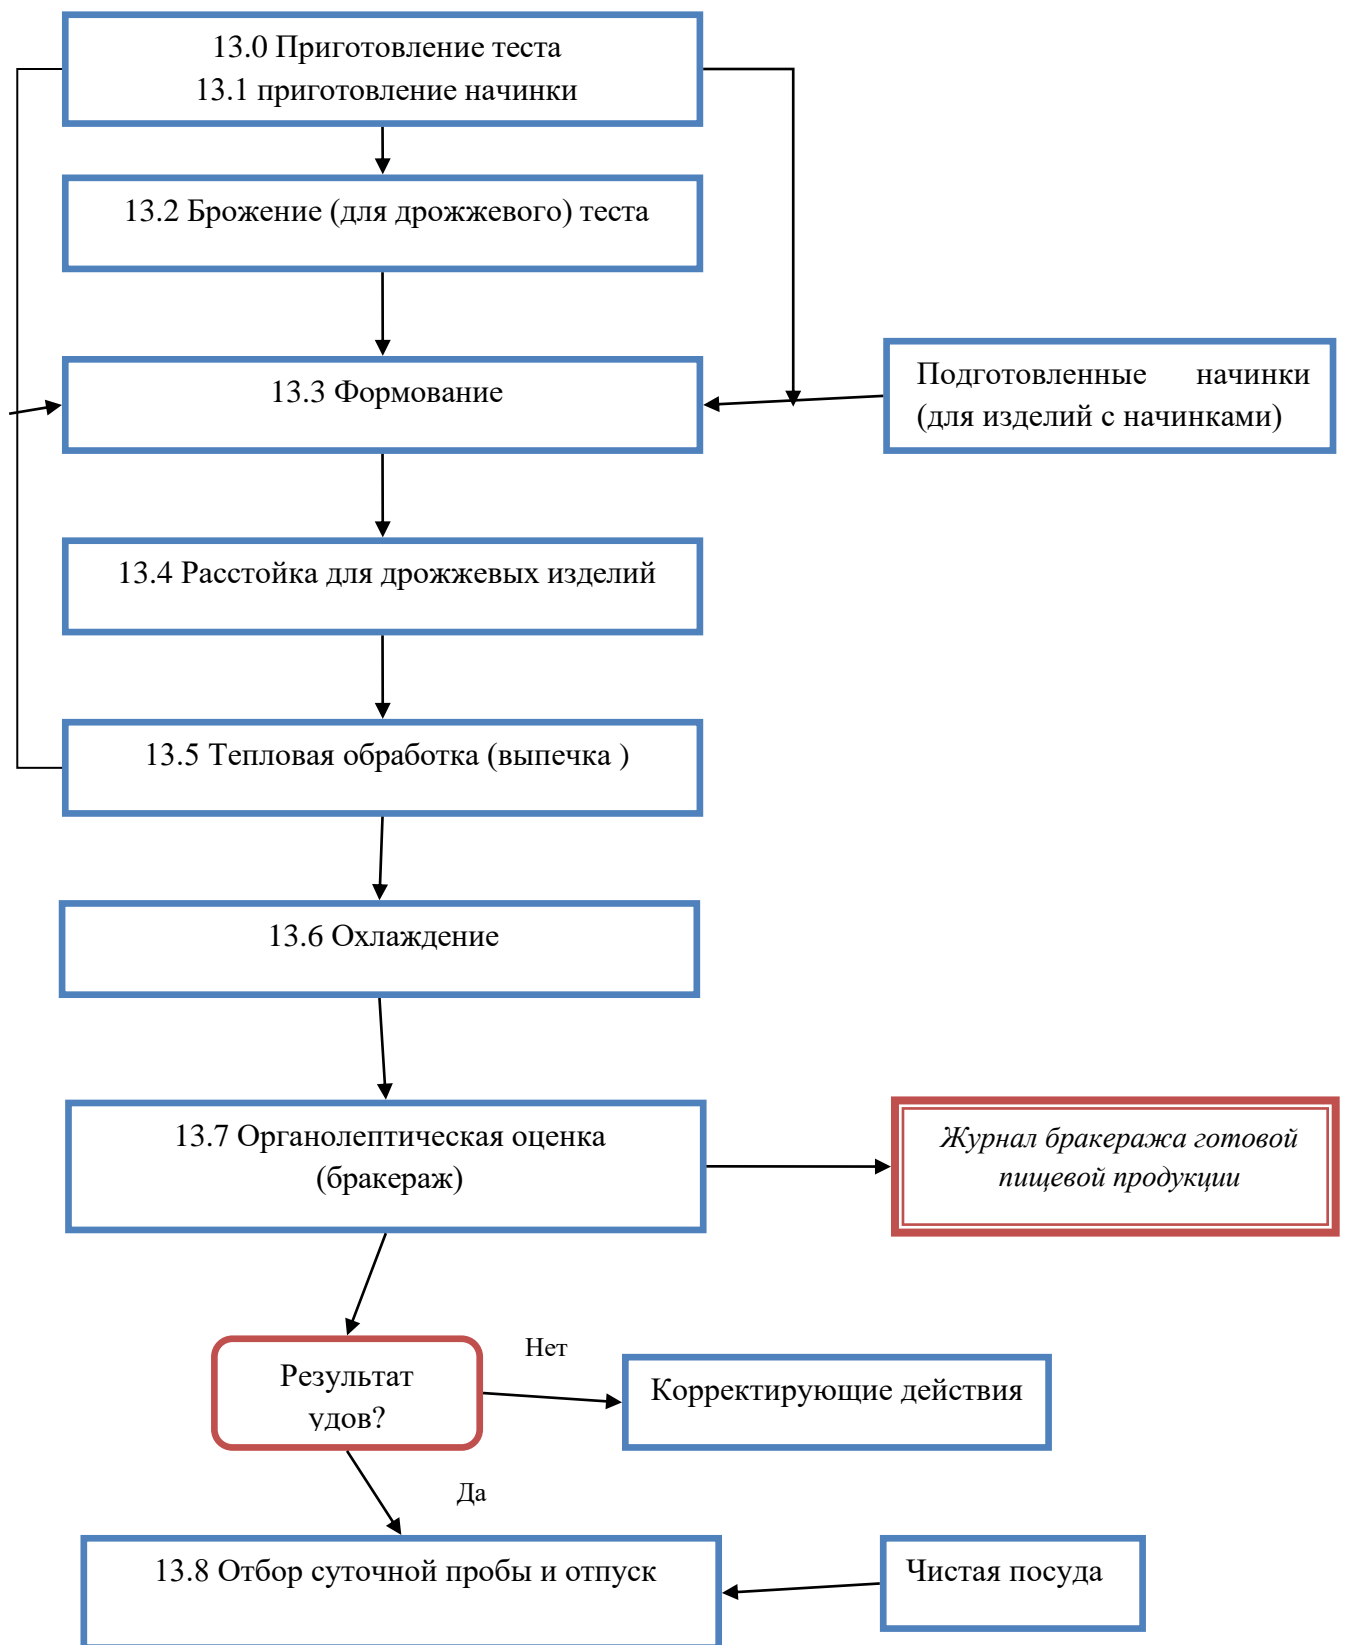 13.0 Приготовление теста
13.1 приготовление начинки
13.2 Брожение (для дрожжевого) теста
13.3 Формование
Подготовленные начинки
(для изделий с начинками)
13.4 Расстойка для дрожжевых изделий
13.5 Тепловая обработка (выпечка )
13.6 Охлаждение
13.7 Органолептическая оценка
(бракераж)
Журнал бракеража готовой
пищевой продукции
Результат
удов?
Нет
Корректирующие действия
Да
13.8 Отбор суточной пробы и отпуск
Чистая посуда